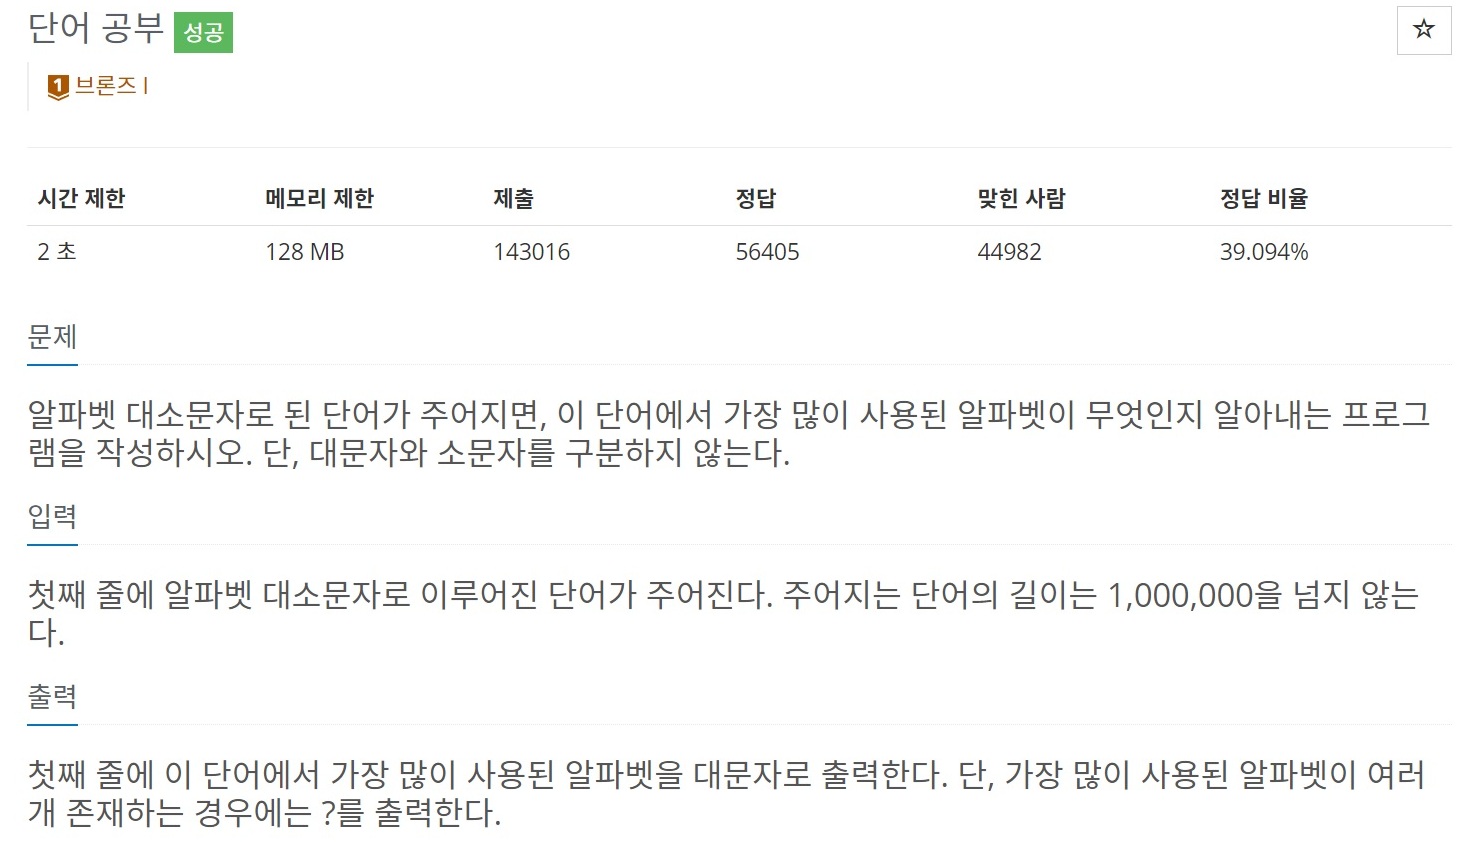 단어 공부 성공
1 브론즈 I
시간 제한 메모리 제한 제출 정답 맞힌 사람 정답 비율
2 초 128 MB 143016 56405 44982 39.094%
문제
알파벳 대소문자로 된 단어가 주어지면, 이 단어에서 가장 많이 사용된 알파벳이 무엇인지 알아내는 프로그
램을 작성하시오. 단, 대문자와 소문자를 구분하지 않는다.
입력
첫째 줄에 알파벳 대소문자로 이루어진 단어가 주어진다. 주어지는 단어의 길이는 1,000,000을 넘지 않는
다.
출력
첫째 줄에 이 단어에서 가장 많이 사용된 알파벳을 대문자로 출력한다. 단, 가장 많이 사용된 알파벳이 여러
개 존재하는 경우에는 ?를 출력한다.